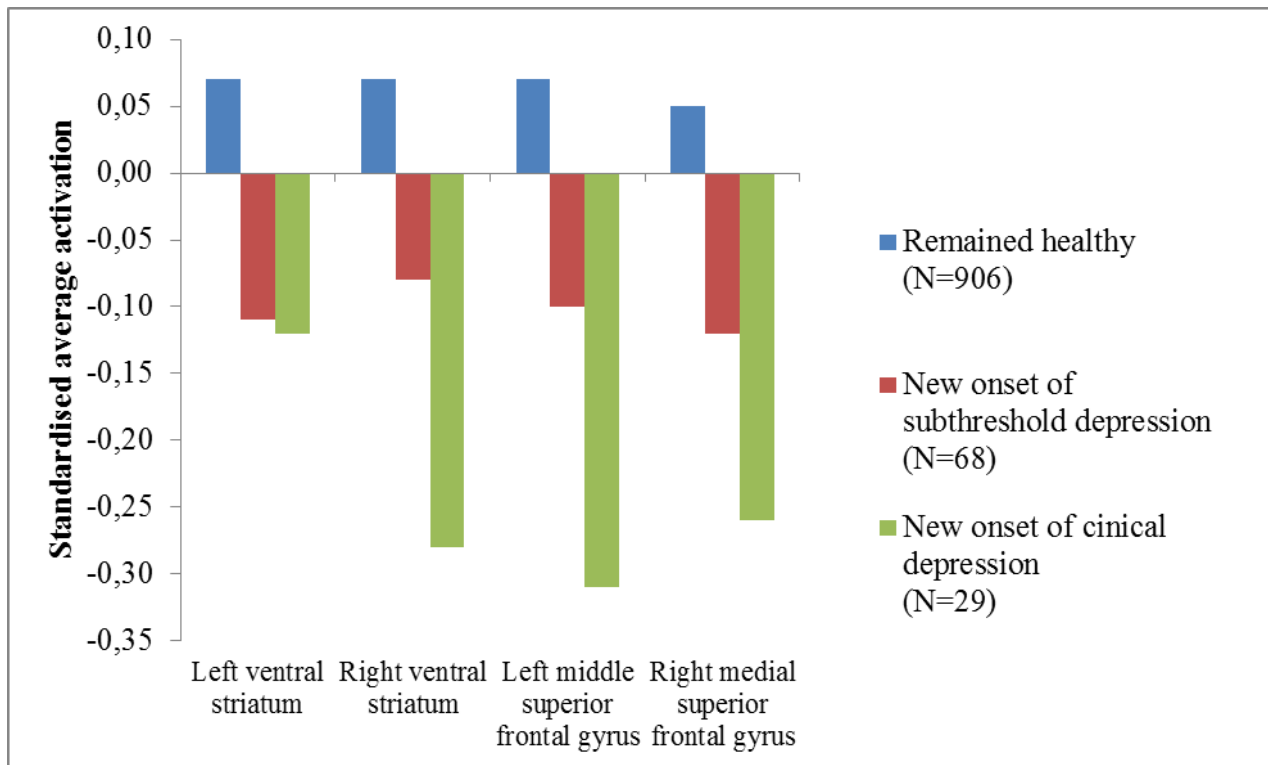 Standardised average activation
0,10
0,05
0,00
-0,05
-0,10
-0,15
-0,20
-0,25
-0,30
-0,35
Left ventral
striatum
Right ventral
striatum
Left middle
superior
frontal gyrus
Right medial
superior
frontal gyrus
Remained healthy
(N=906)
New onset of
subthreshold depression
(N=68)
New onset of cinical
depression
(N=29)